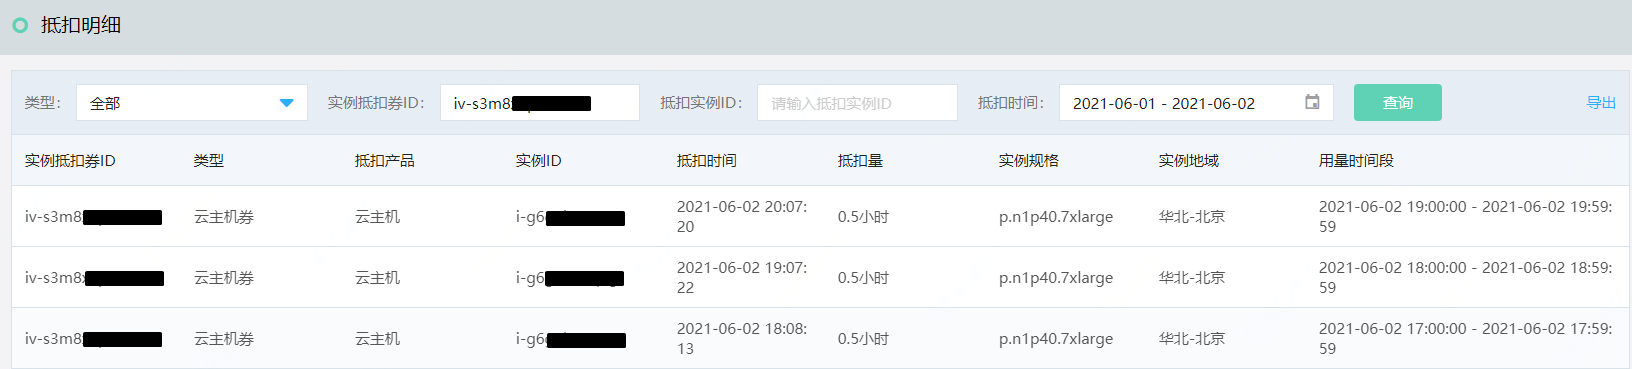 抵扣明细
类型: 全部 实例抵扣券ID: iv-s3m8 抵扣实例ID: 请输入抵扣实例ID 抵扣时间: 2021-06-01 - 2021-06-02 查询 导出
实例抵扣券ID 类型 抵扣产品 实例ID 抵扣时间 抵扣量 实例规格 实例地域 用量时间段
iv-s3m8 云主机券 云主机 i-g6 2021-06-02 20:07: 0.5小时 p.n1p40.7xlarge 华北-北京 2021-06-02 19:00:00 - 2021-06-02 19:59:
20 59
iv-s3m8 云主机券 云主机 i-g6 2021-06-02 19:07: 0.5小时 p.n1p40.7xlarge 华北-北京 2021-06-02 18:00:00 - 2021-06-02 18:59:
22 59
iv-s3m8 云主机券 云主机 i-g6 2021-06-02 18:08: 0.5小时 p.n1p40.7xlarge 华北-北京 2021-06-02 17:00:00 - 2021-06-02 17:59:
13 59